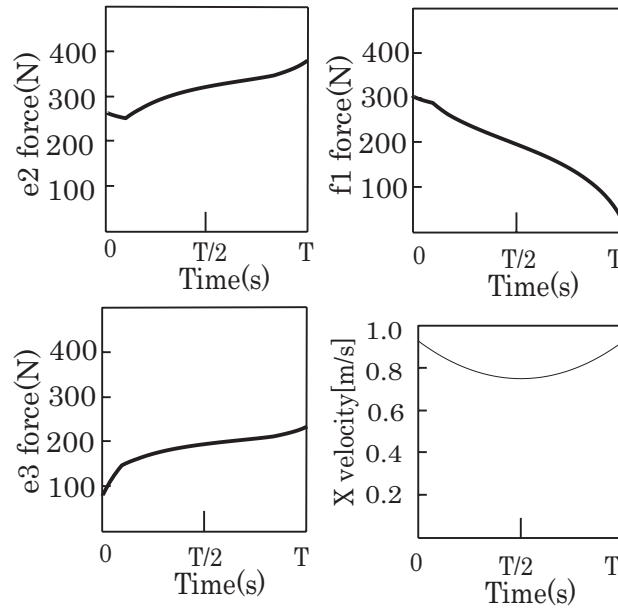 e2 force(N)
400
300
200
100
0
T/2
T
Time(s)
f1 force(N)
400
300
200
100
0
T/2
T
Time(s)
e3 force(N)
400
300
200
100
0
T/2
T
Time(s)
X velocity[m/s]
1.0
0.8
0.6
0.4
0.2
0
T/2
T
Time(s)